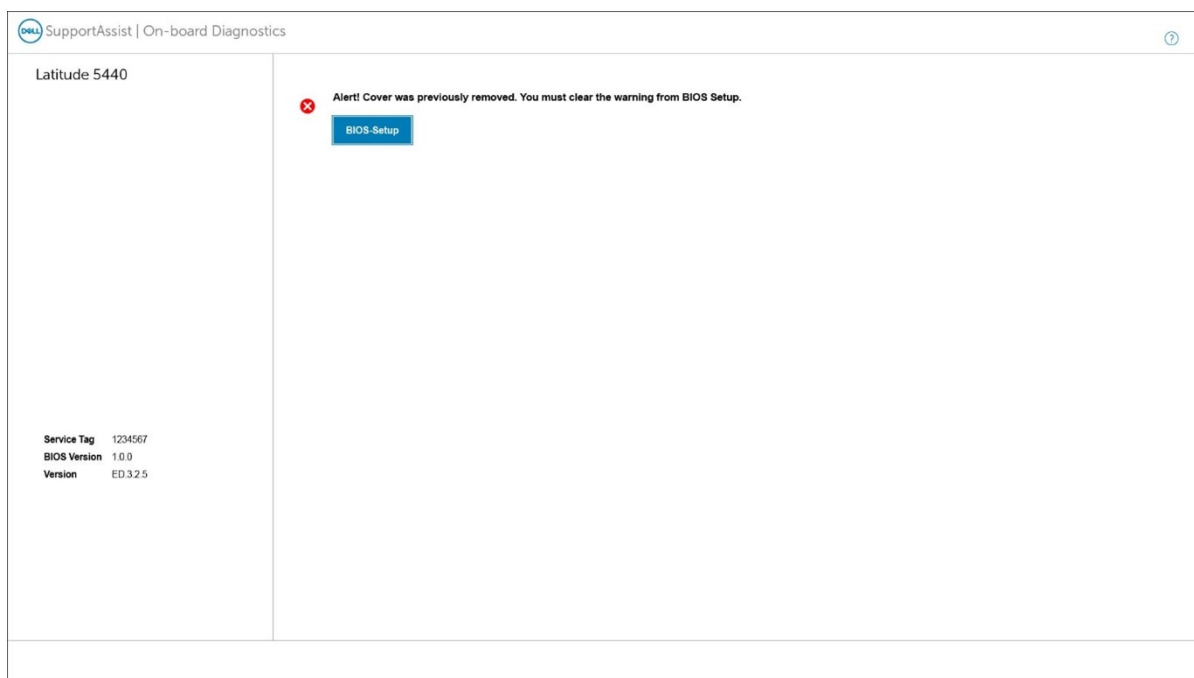 DELL SupportAssist | On-board Diagnostics
?
Latitude 5440
Alert! Cover was previously removed. You must clear the warning from BIOS Setup.
BIOS-Setup
Service Tag 1234567
BIOS Version 1.0.0
Version ED.3.2.5